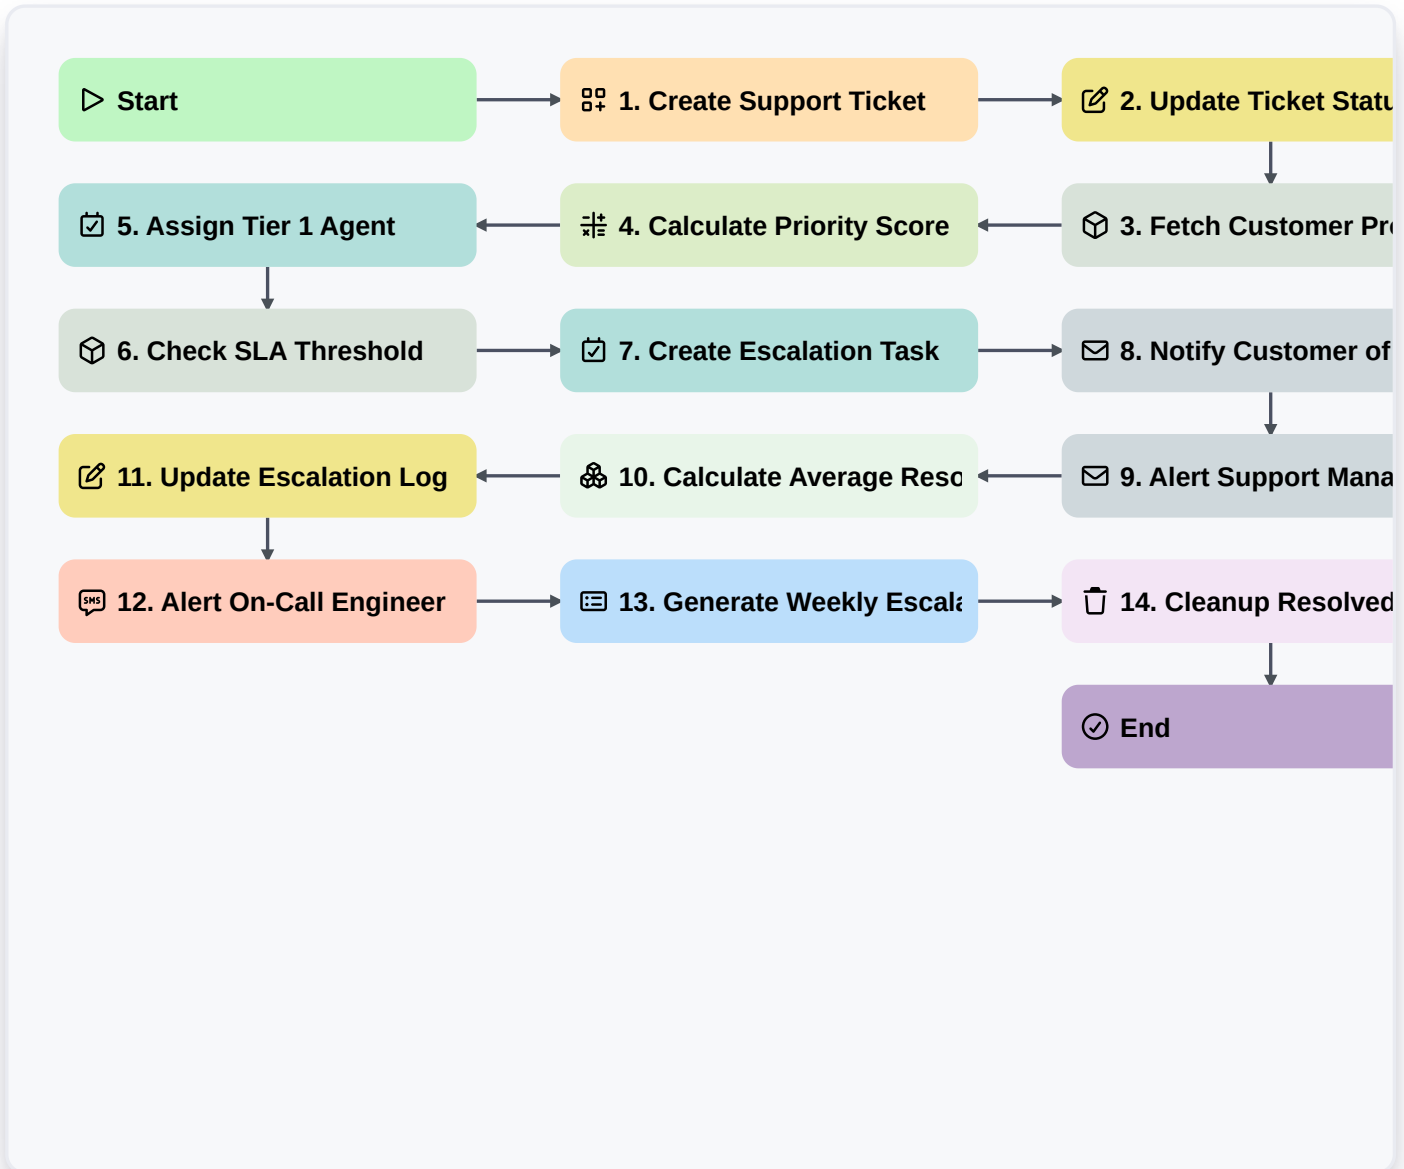 Start
1. Create Support Ticket
2. Update Ticket Statu
5. Assign Tier 1 Agent
4. Calculate Priority Score
3. Fetch Customer Pr
6. Check SLA Threshold
7. Create Escalation Task
8. Notify Customer of
11. Update Escalation Log
10. Calculate Average Reso
9. Alert Support Mana
SMS
12. Alert On-Call Engineer
13. Generate Weekly Escala
14. Cleanup Resolved
End